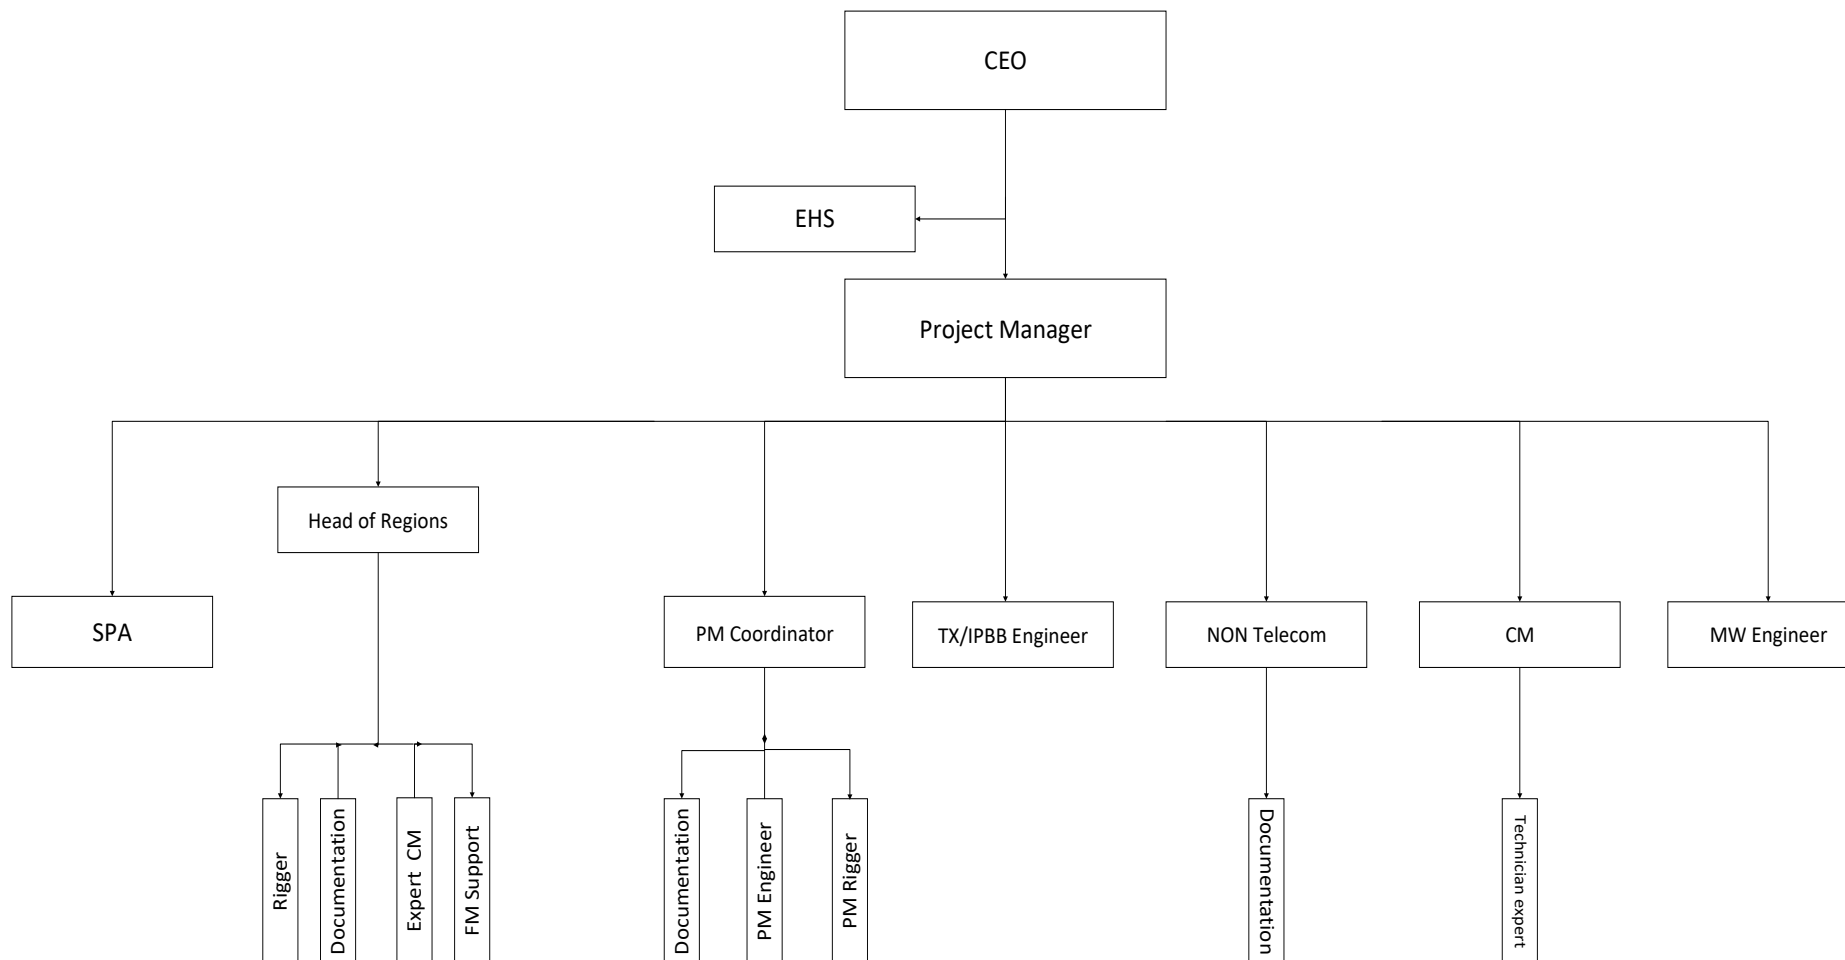 CEO
EHS
Project Manager
Head of Regions
SPA
PM Coordinator
TX/IPBB Engineer
NON Telecom
CM
MW Engineer
Rigger
Documentation
Expert CM
FM Support
Documentation
PM Engineer
PM Rigger
Documentation
Technician expert